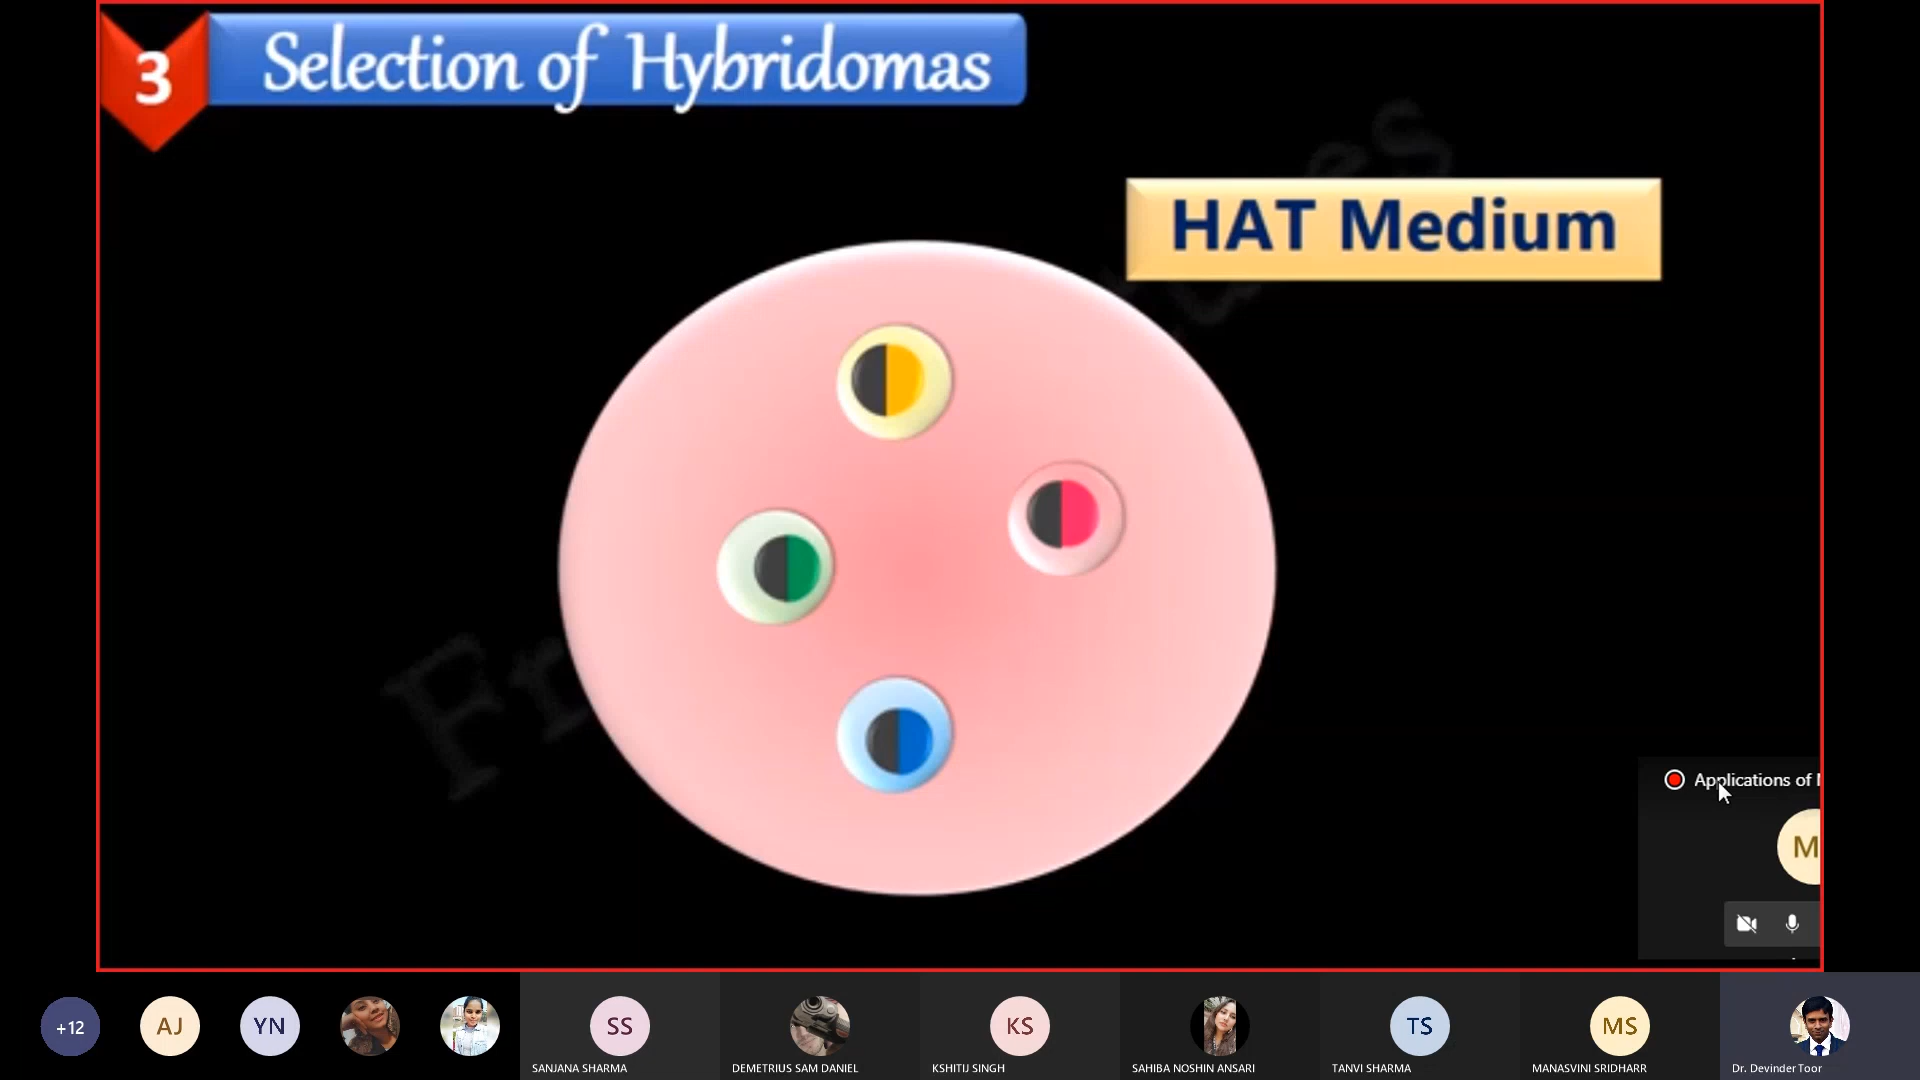 3
Selection of Hybridomas
HAT Medium
Applications of
M
+12
AJ
YN
SS
KS
TS
MS
SANJANA SHARMA
DEMETRIUS SAM DANIEL
KSHITIJ SINGH
SAHIBA NOSHIN ANSARI
TANVI SHARMA
MANASVINI SRIDHARR
Dr. Devinder Toor